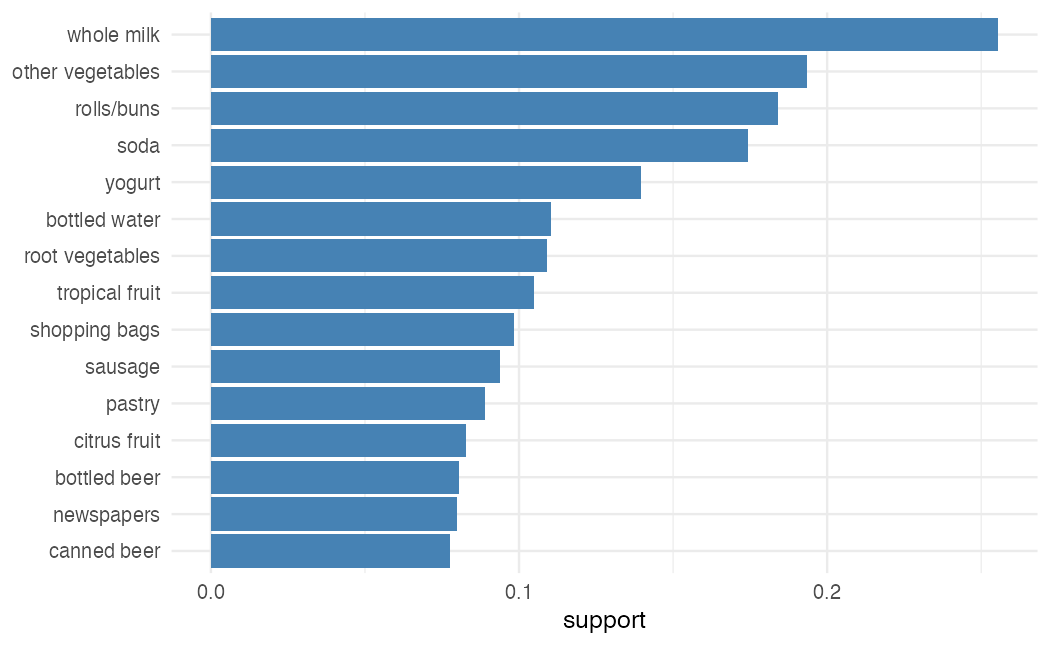 whole milk
other vegetables
rolls/buns
soda
yogurt
bottled water
root vegetables
tropical fruit
shopping bags
sausage
pastry
citrus fruit
bottled beer
newspapers
canned beer
0.0 0.1 0.2
support